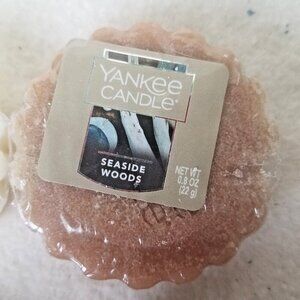 YANKEE
CANDLE®
SEASIDE
WOODS
NET WT
0.8 OZ
(22 g)